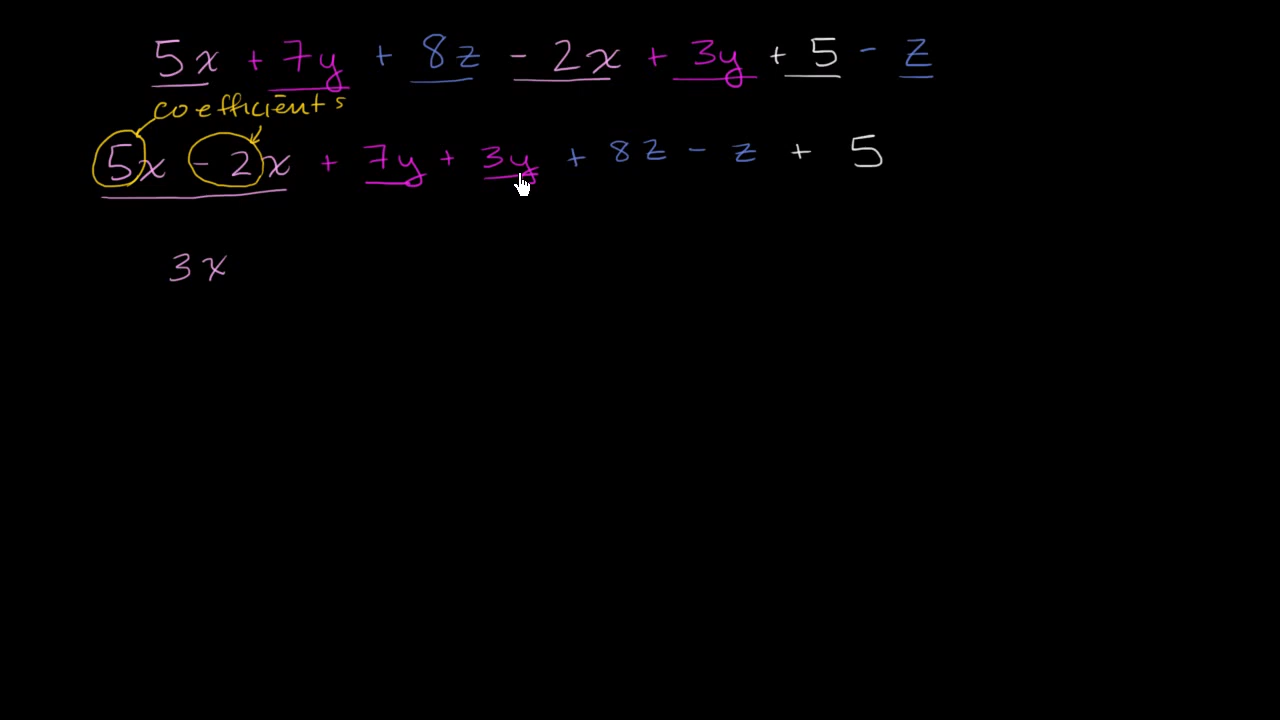 5x + 7y + 8z - 2x + 3y + 5 - z
coefficients
5x - 2x + 7y + 3y + 8z - z + 5
3x